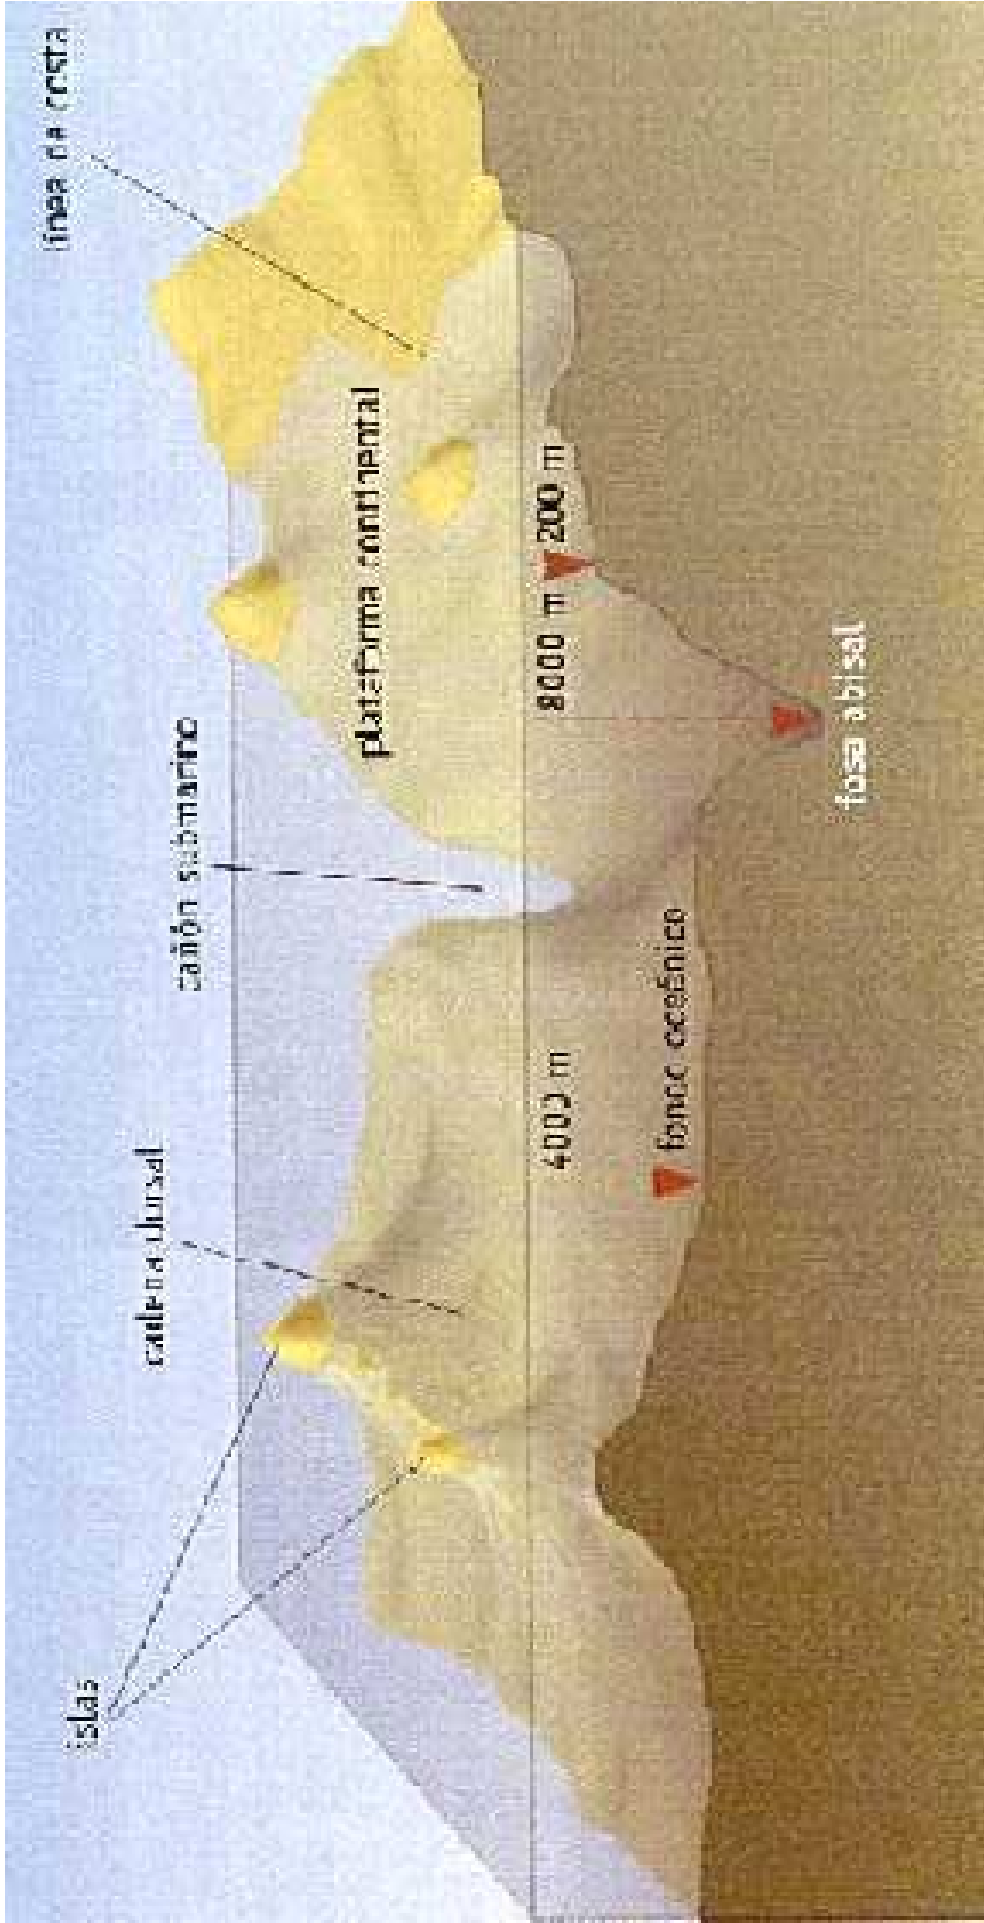 islas
cadena dorsal
cañón submarino
línea de costa
plataforma continental
4000 m
8000 m
200 m
fondo oceánico
fosa abisal